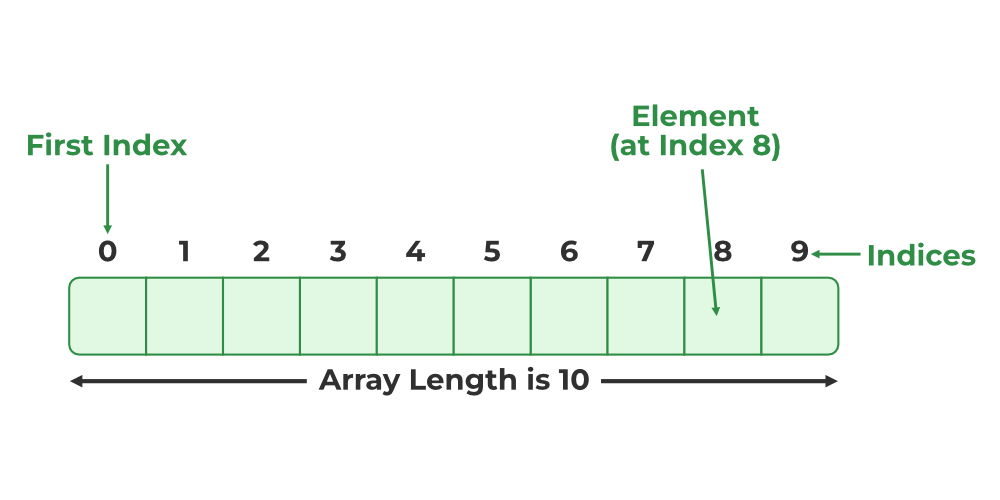 Element
(at Index 8)
First Index
0 1 2 3 4 5 6 7 8 9
Indices
Array Length is 10